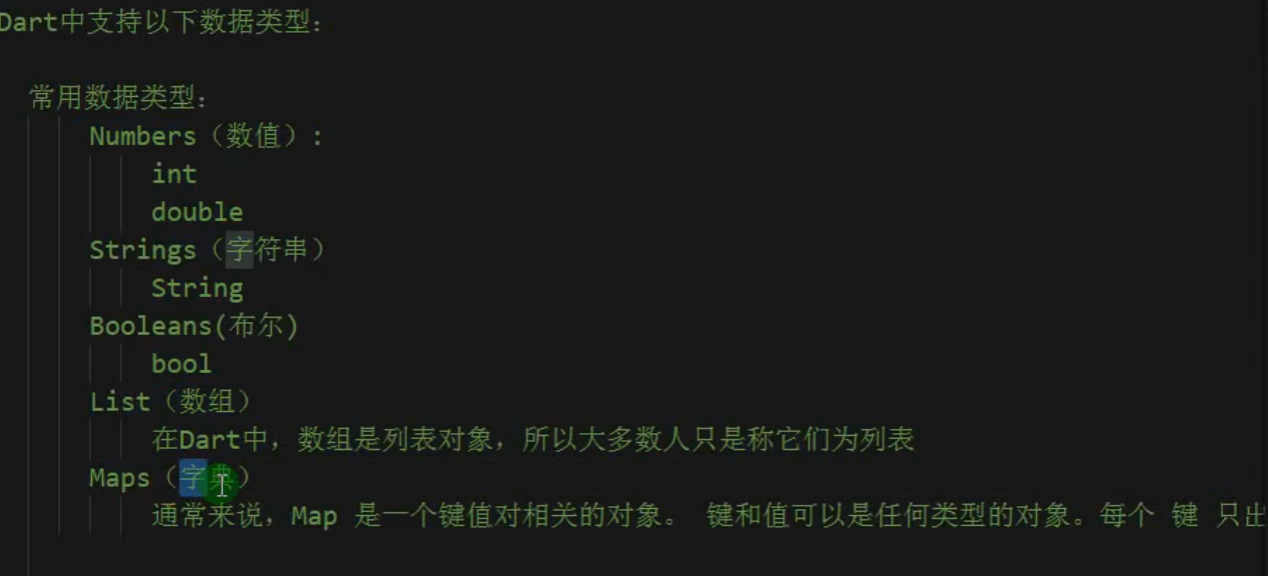 Dart中支持以下数据类型：
常用数据类型：
Numbers（数值）：
int
double
Strings（字符串）
String
Booleans(布尔)
bool
List（数组）
在Dart中，数组是列表对象，所以大多数人只是称它们为列表
Maps（字典）
通常来说，Map 是一个键值对相关的对象。 键和值可以是任何类型的对象。每个 键 只出